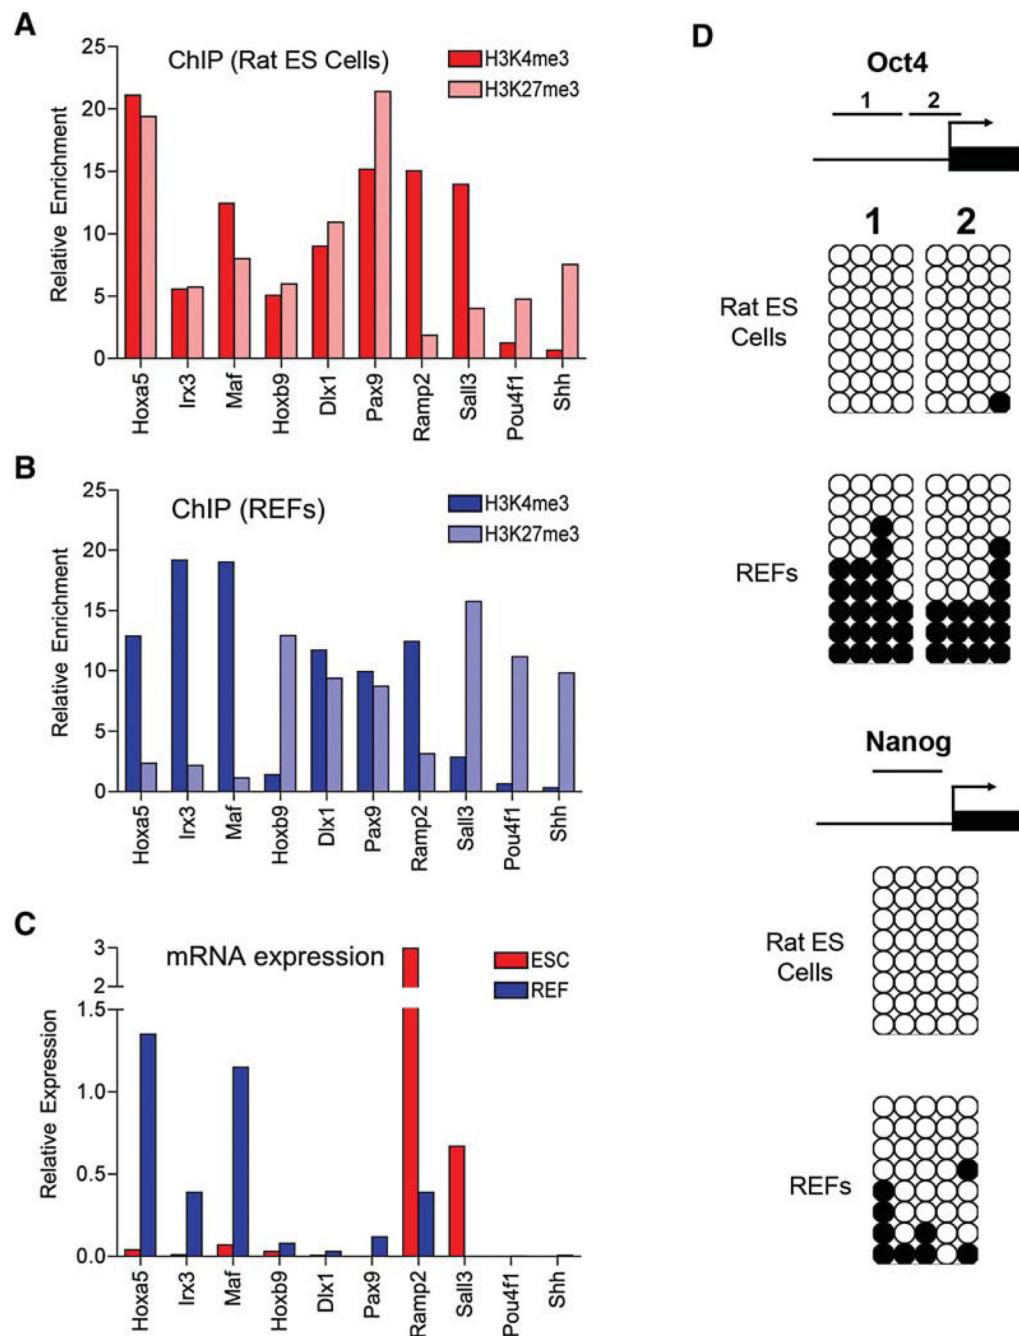 A
ChIP (Rat ES Cells)
H3K4me3
H3K27me3
Relative Enrichment
25
20
15
10
5
0
Hoxa5
Irx3
Maf
Hoxb9
Dlx1
Pax9
Ramp2
Sall3
Pou4f1
Shh
B
ChIP (REFs)
H3K4me3
H3K27me3
Relative Enrichment
25
20
15
10
5
0
Hoxa5
Irx3
Maf
Hoxb9
Dlx1
Pax9
Ramp2
Sall3
Pou4f1
Shh
C
mRNA expression
ESC
REF
Relative Expression
3
2
1.5
1.0
0.5
0.0
Hoxa5
Irx3
Maf
Hoxb9
Dlx1
Pax9
Ramp2
Sall3
Pou4f1
Shh
D
Oct4
1 2
1 2
Rat ES
Cells
REFs
Nanog
Rat ES
Cells
REFs